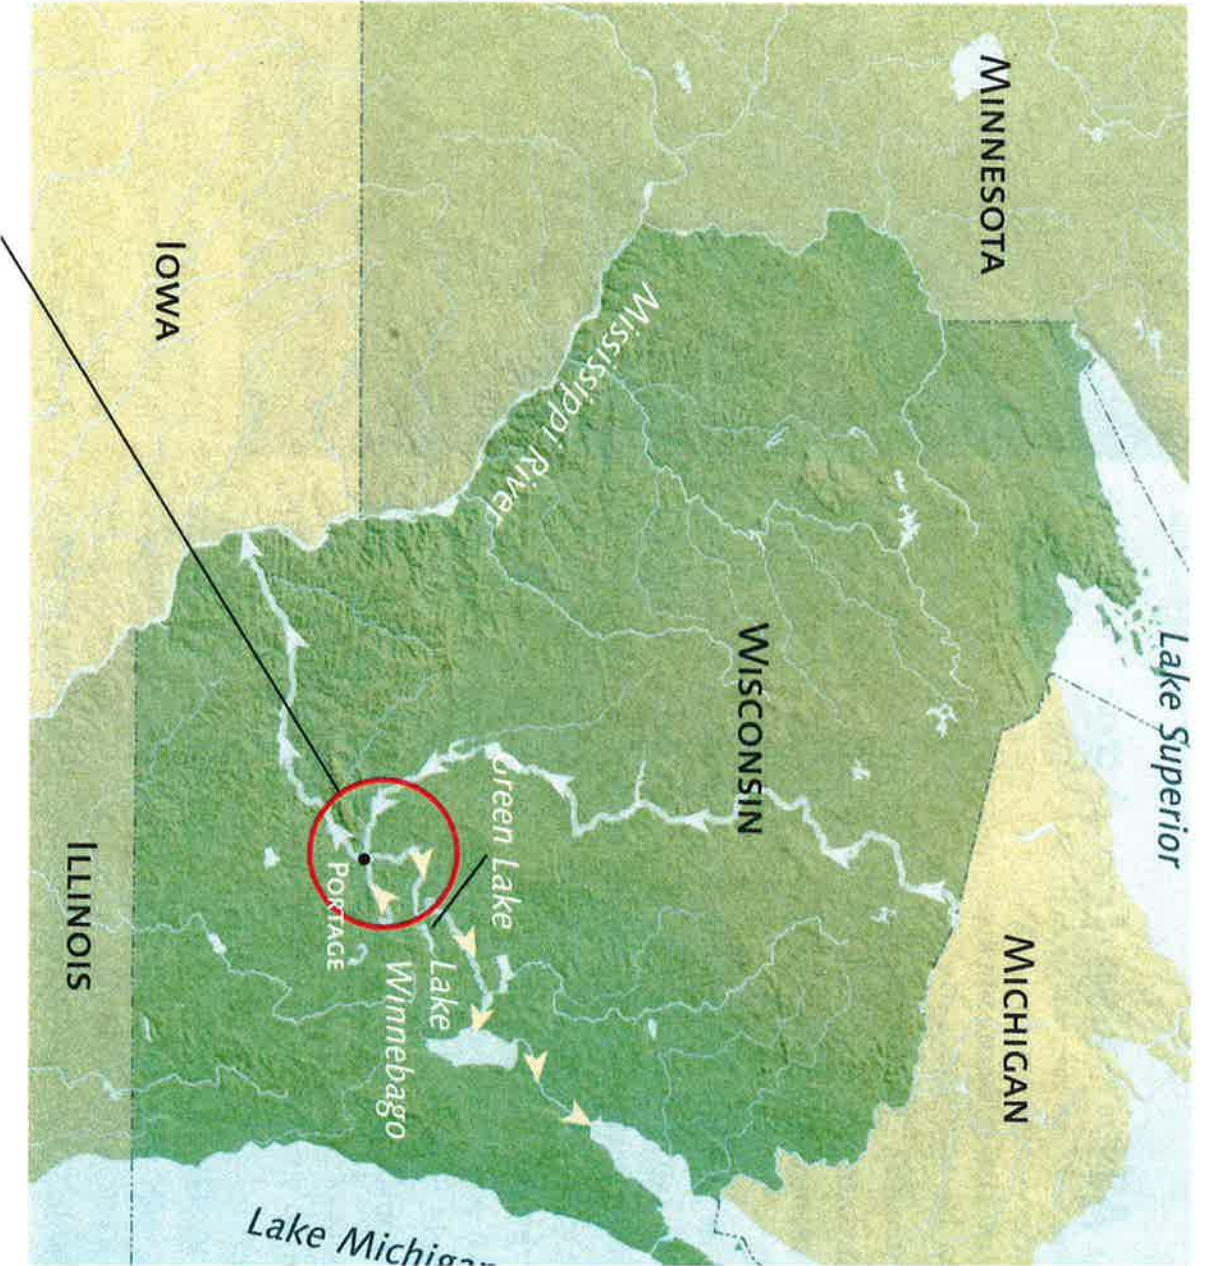 Lake Superior
MINNESOTA
MICHIGAN
WISCONSIN
Mississippi River
Green Lake
Lake
Winnebago
PORTAGE
IOWA
ILLINOIS
Lake Michigan